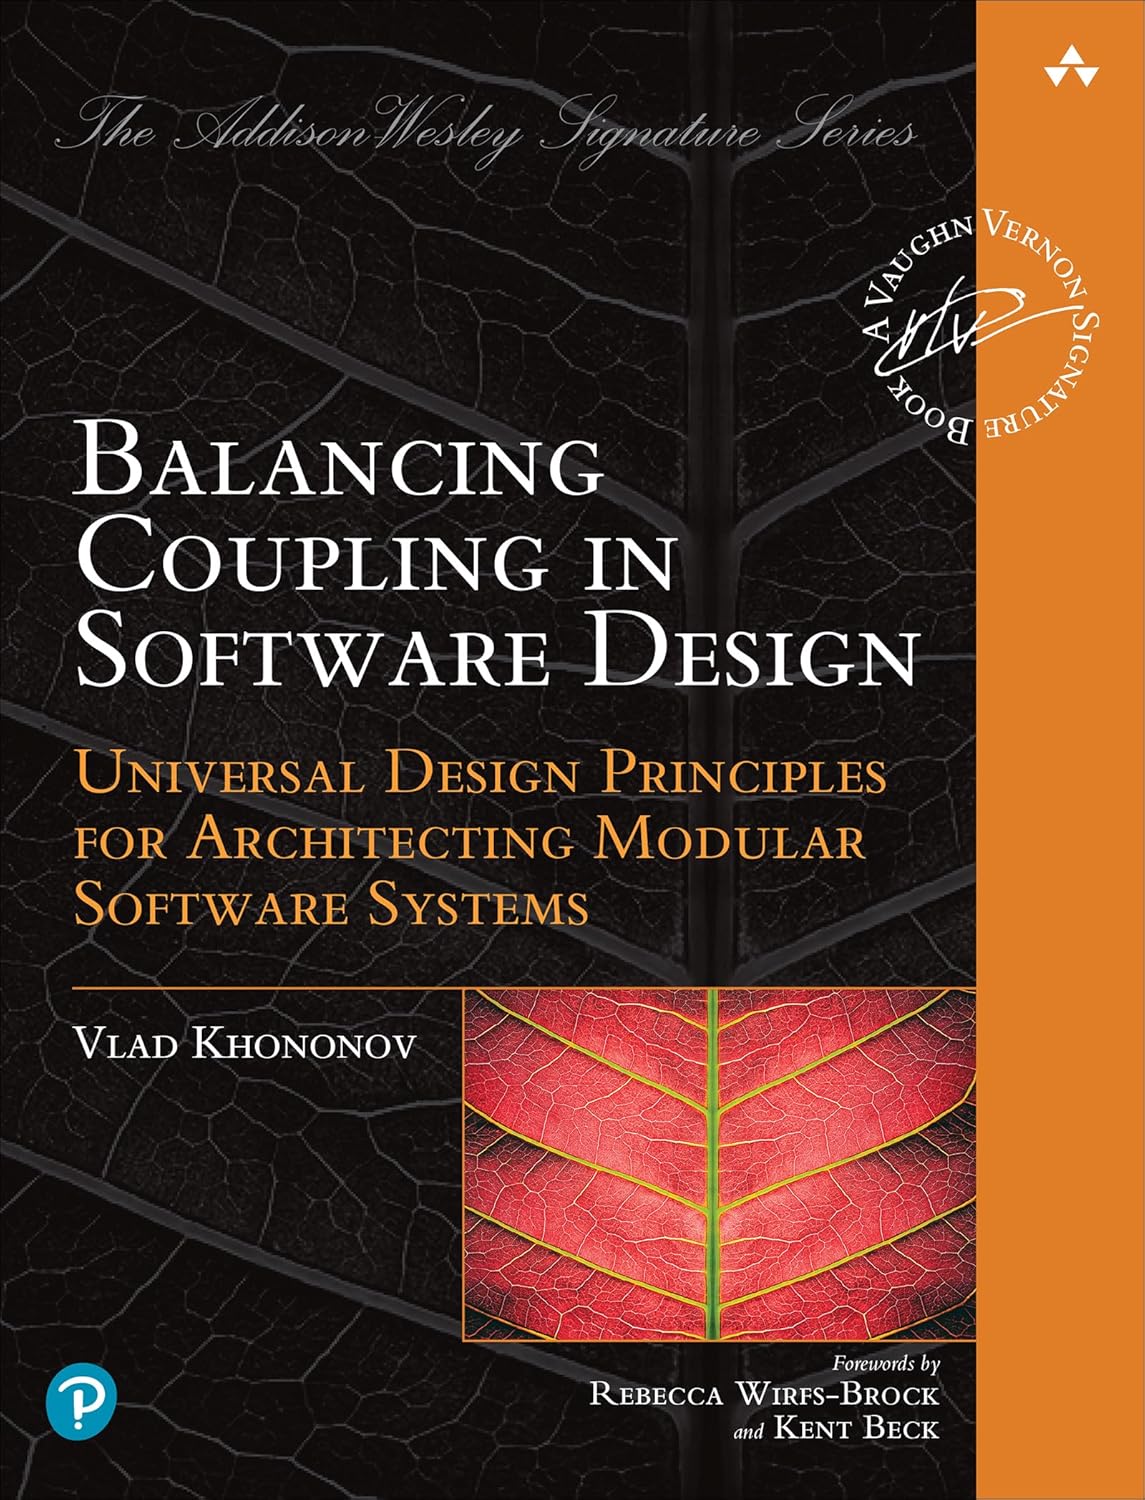 The Addison-Wesley Signature Series
A VAUGHN VERNON SIGNATURE BOOK
BALANCING
COUPLING IN
SOFTWARE DESIGN
UNIVERSAL DESIGN PRINCIPLES
FOR ARCHITECTING MODULAR
SOFTWARE SYSTEMS
VLAD KHONONOV
Forewords by
REBECCA WIRFS-BROCK
and KENT BECK